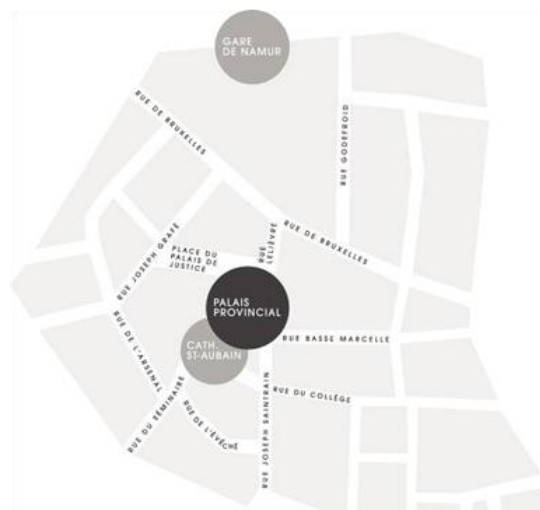 GARE
DE NAMUR
RUE DE BRUXELLES
RUE GODEFROID
RUE JOSEPH GRAFÉ
PLACE DU
PALAIS DE
JUSTICE
RUE
LELIÈVRE
RUE DE BRUXELLES
PALAIS
PROVINCIAL
RUE BASSE MARCELLE
CATH.
ST-AUBAIN
RUE DE L'ARSENAL
RUE DU SÉMINAIRE
RUE DE L'ÉVÊCHÉ
RUE DU COLLÈGE
RUE JOSEPH SAINTRAIN